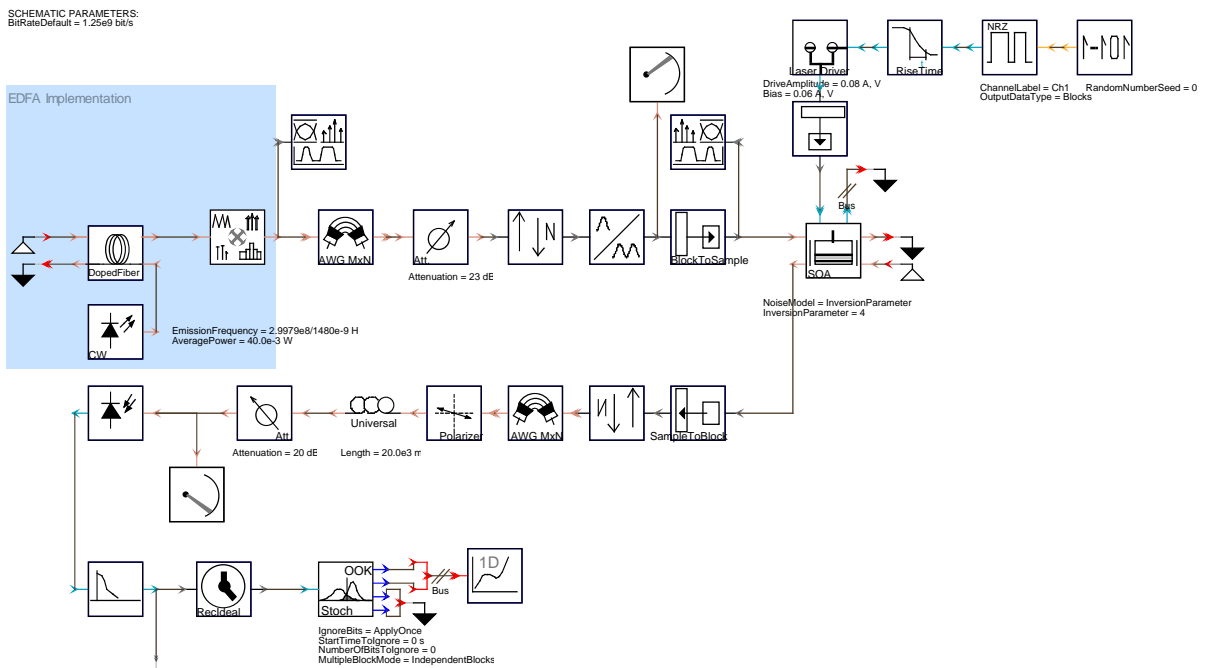 SCHEMATIC PARAMETERS:
BitRateDefault = 1.25e9 bit/s
NRZ
Laser Driver
RiseTime
DriveAmplitude = 0.08 A, V
Bias = 0.06 A, V
ChannelLabel = Ch1
OutputDataType = Blocks
RandomNumberSeed = 0
EDFA Implementation
Bus
N
DopedFiber
AWG MxN
Att.
BlockToSample
SOA
Attenuation = 23 dB
NoiseModel = InversionParameter
InversionParameter = 4
CW
EmissionFrequency = 2.9979e8/1480e-9 H
AveragePower = 40.0e-3 W
Universal
N
Att.
Polarizer
AWG MxN
SampleToBlock
Attenuation = 20 dB
Length = 20.0e3 m
OOK
1D
Bus
RecIdeal
Stoch
IgnoreBits = ApplyOnce
StartTimeToIgnore = 0 s
NumberOfBitsToIgnore = 0
MultipleBlockMode = IndependentBlocks